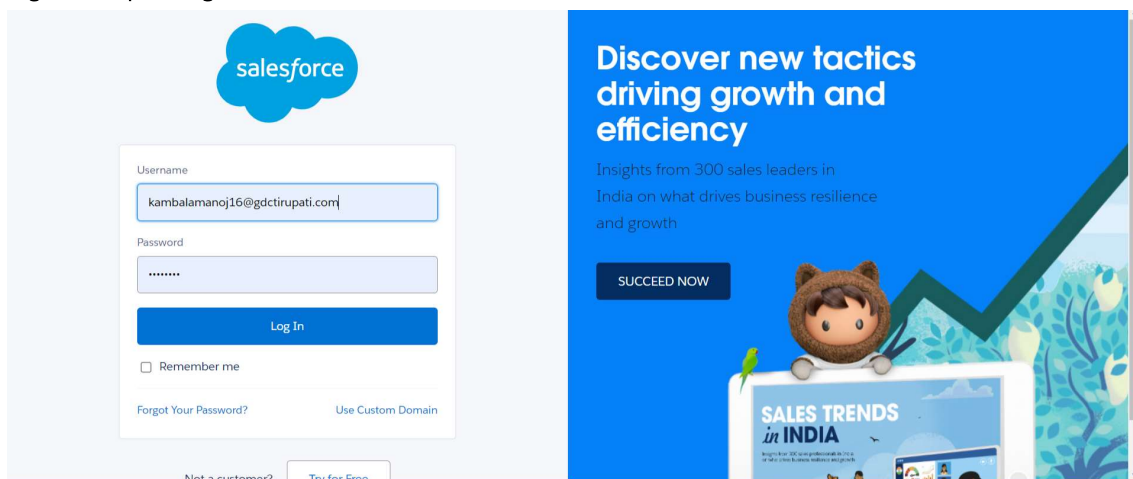 salesforce
Username
kambalamanoj16@gdctirupati.com
Password
••••••••
Log In
Remember me
Forgot Your Password?
Use Custom Domain
Not a customer?
Try for Free
Discover new tactics
driving growth and
efficiency
Insights from 300 sales leaders in
India on what drives business resilience
and growth
SUCCEED NOW
SALES TRENDS
in INDIA